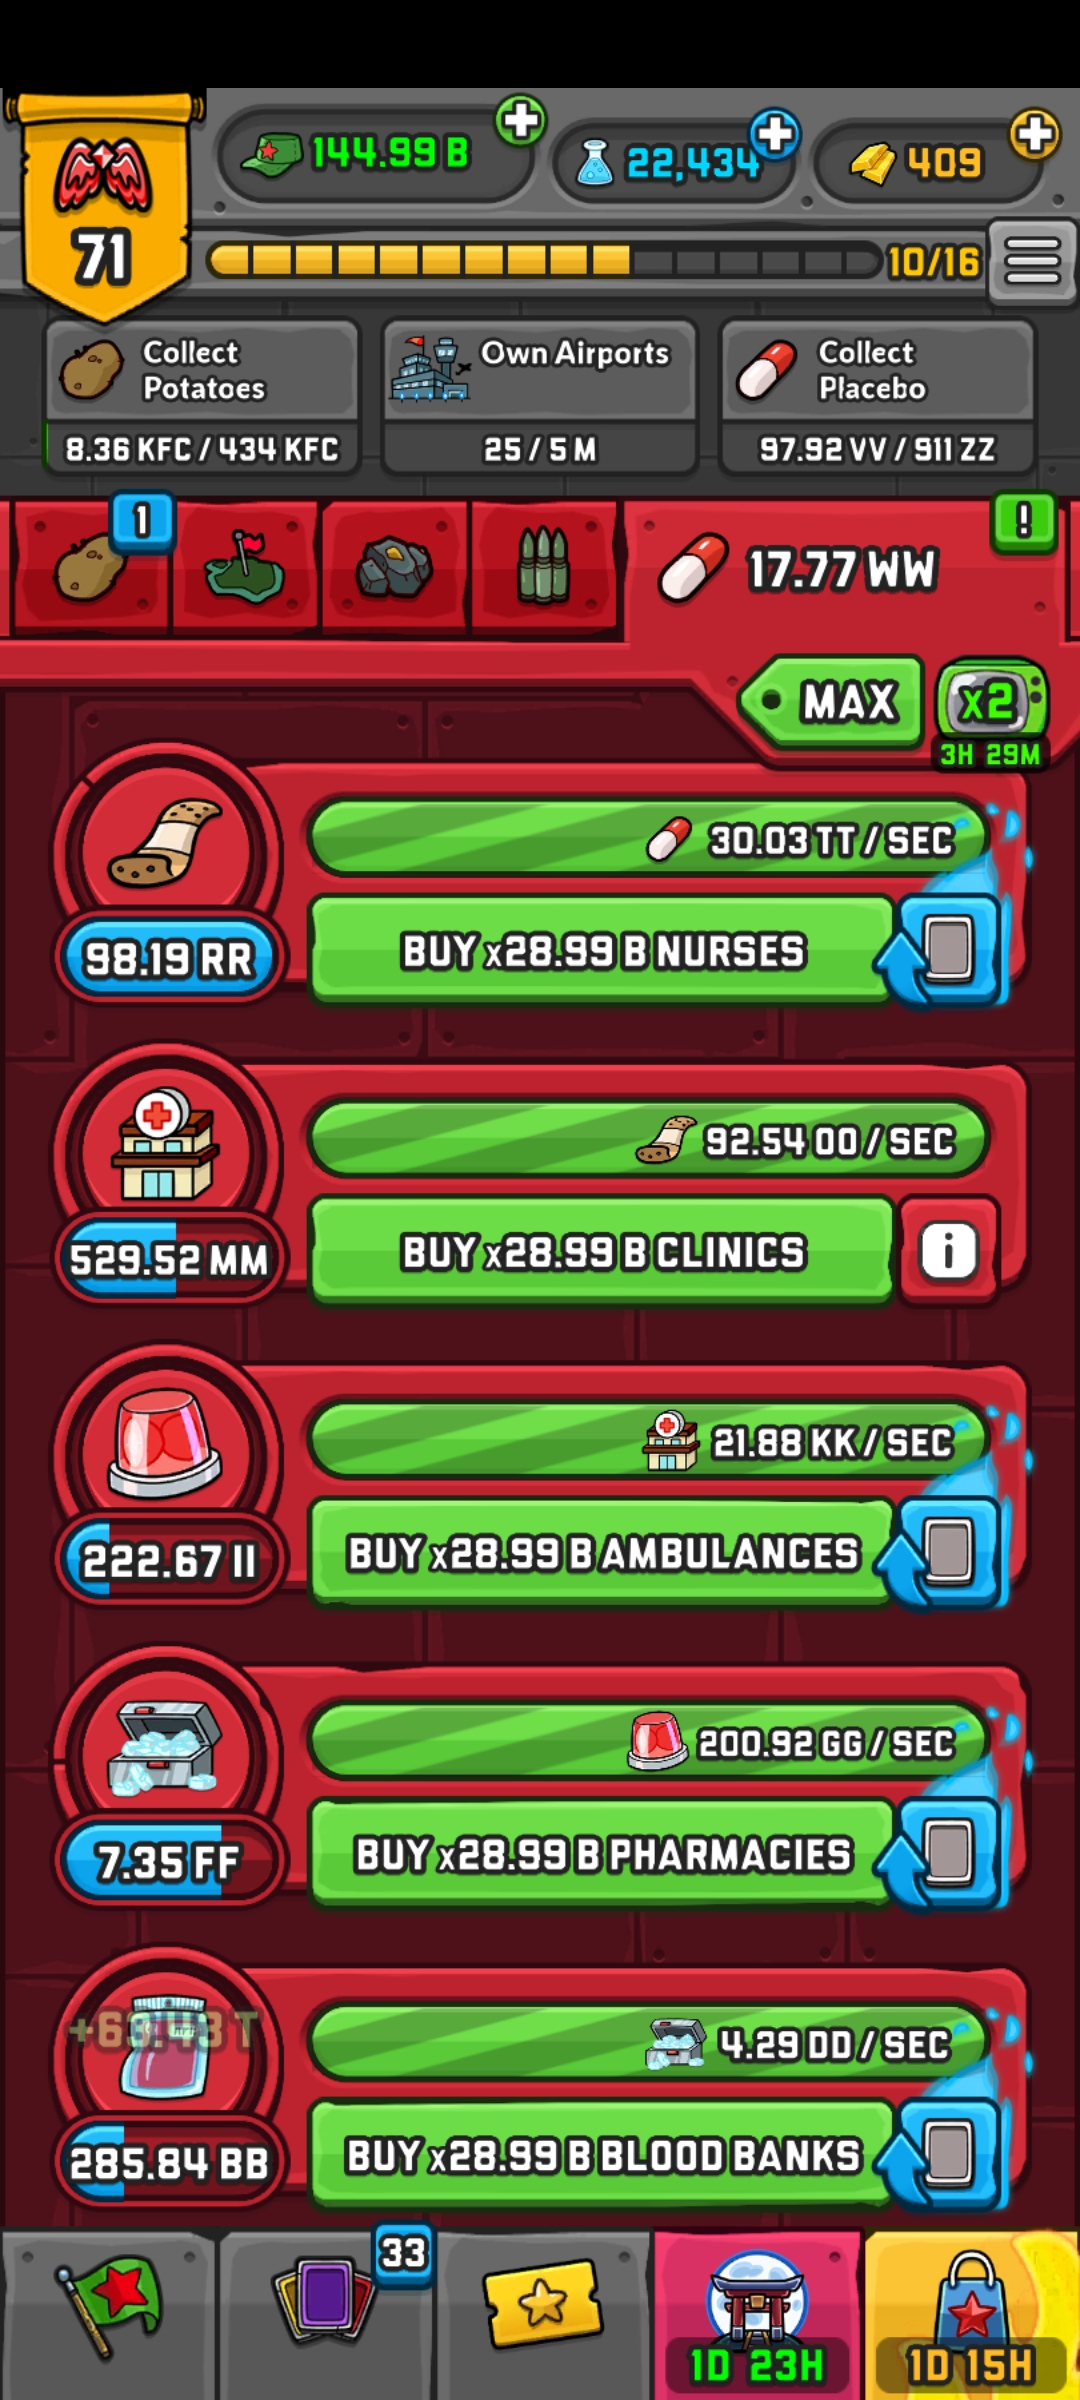 144.99 B
22,434
409
71
10/16
Collect
Potatoes
8.36 KFC / 434 KFC
Own Airports
25 / 5 M
Collect
Placebo
97.92 VV / 911 ZZ
1
17.77 WW
!
MAX
x2
3H 29M
30.03 TT / SEC
98.19 RR
BUY x28.99 B NURSES
92.54 OO / SEC
529.52 MM
BUY x28.99 B CLINICS
i
21.88 KK / SEC
222.67 II
BUY x28.99 B AMBULANCES
200.92 GG / SEC
7.35 FF
BUY x28.99 B PHARMACIES
4.29 DD / SEC
285.84 BB
BUY x28.99 B BLOOD BANKS
33
1D 23H
1D 15H